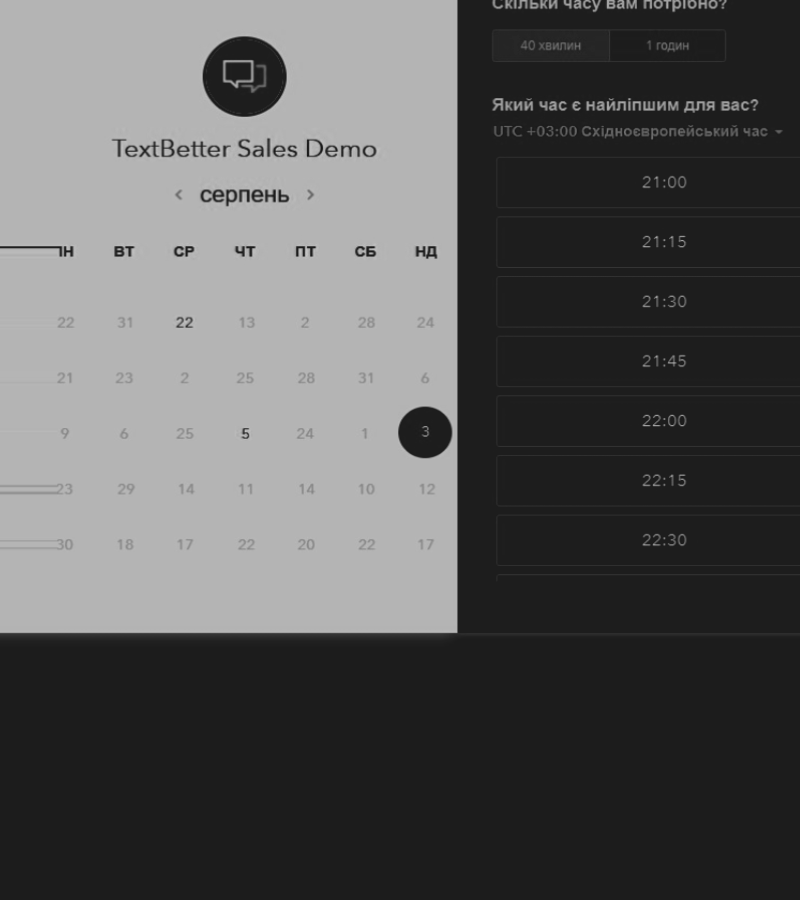 TextBetter Sales Demo
серпень
ІН ВТ СР ЧТ ПТ СБ НД
22 31 22 13 2 28 24
21 23 2 25 28 31 6
9 6 25 5 24 1 3
23 29 14 11 14 10 12
30 18 17 22 20 22 17
Скільки часу вам потрібно?
40 хвилин 1 годин
Який час є найліпшим для вас?
UTC +03:00 Східноєвропейський час
21:00
21:15
21:30
21:45
22:00
22:15
22:30